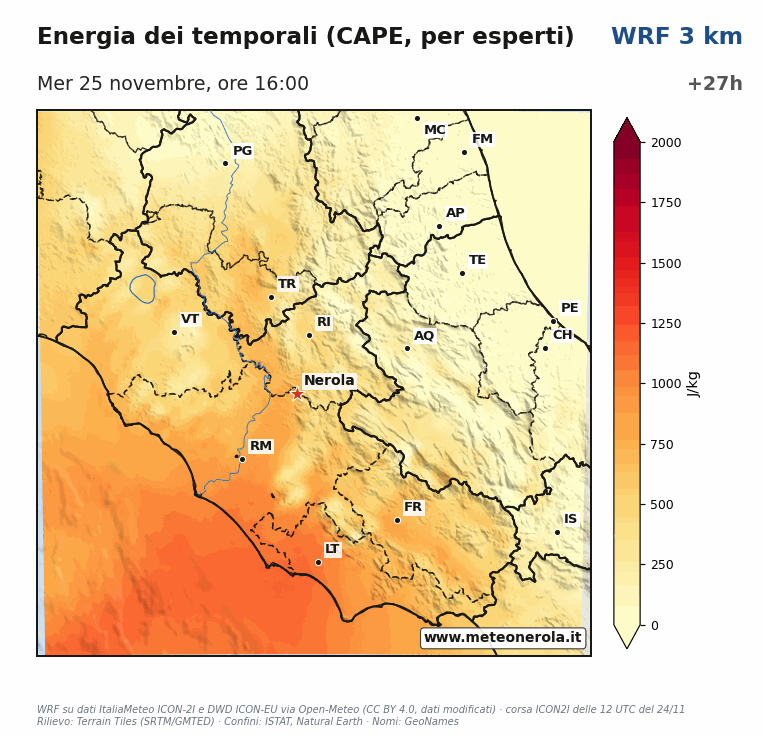 Energia dei temporali (CAPE, per esperti) WRF 3 km
Mer 25 novembre, ore 16:00 +27h
MC
FM
PG
AP
TE
TR
PE
VT
RI
CH
AQ
Nerola
RM
FR
IS
LT
www.meteonerola.it
2000
1750
1500
1250
1000
750
500
250
0
J/kg
WRF su dati ItaliaMeteo ICON-2I e DWD ICON-EU via Open-Meteo (CC BY 4.0, dati modificati) · corsa ICON2I delle 12 UTC del 24/11
Rilievo: Terrain Tiles (SRTM/GMTED) · Confini: ISTAT, Natural Earth · Nomi: GeoNames